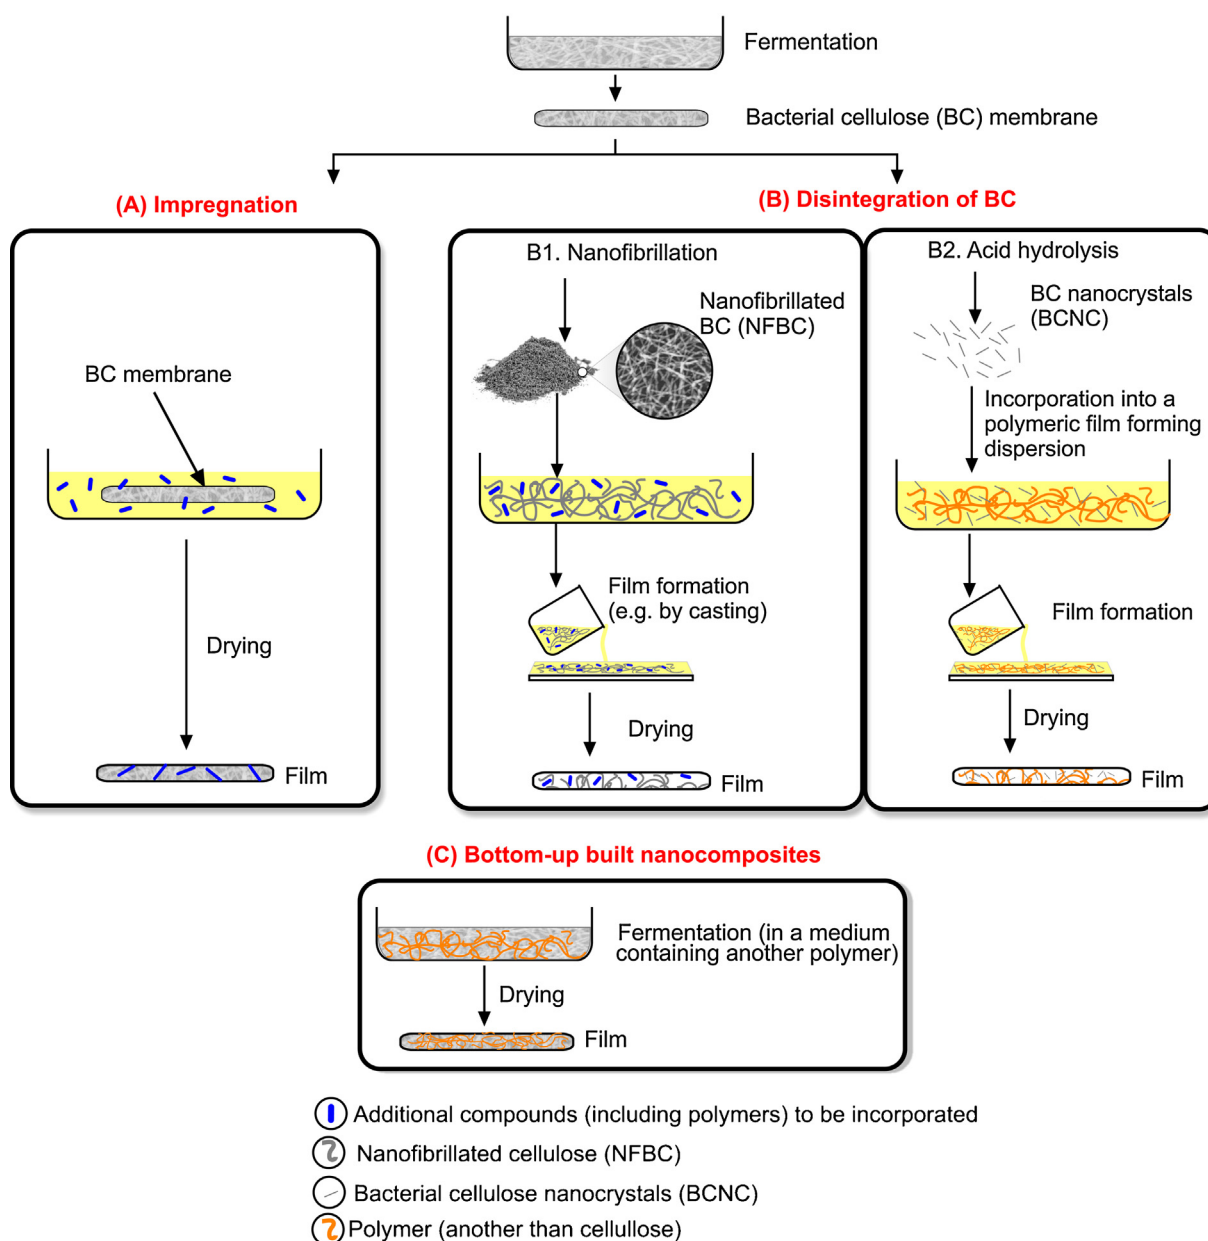 Fermentation
Bacterial cellulose (BC) membrane
(A) Impregnation
(B) Disintegration of BC
BC membrane
Drying
Film
B1. Nanofibrillation
Nanofibrillated
BC (NFBC)
Film formation
(e.g. by casting)
Drying
Film
B2. Acid hydrolysis
BC nanocrystals
(BCNC)
Incorporation into a
polymeric film forming
dispersion
Film formation
Drying
Film
(C) Bottom-up built nanocomposites
Fermentation (in a medium
containing another polymer)
Drying
Film
Additional compounds (including polymers) to be incorporated
Nanofibrillated cellulose (NFBC)
Bacterial cellulose nanocrystals (BCNC)
Polymer (another than cellullose)